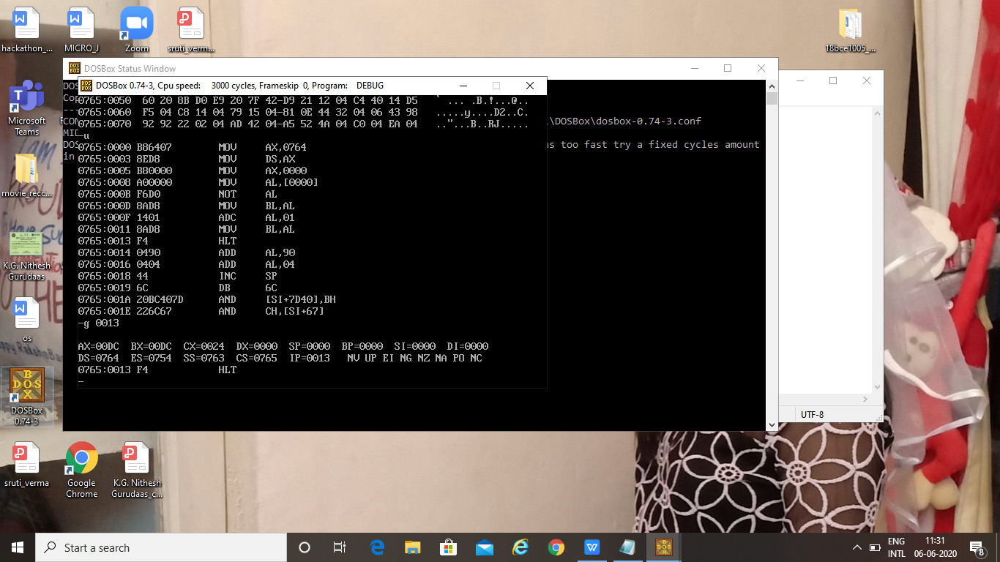 hackathon_...
MICRO_J
Zoom
sruti_verm...
18bce1005_...
DOSBox Status Window
DOSBox 0.74-3, Cpu speed: 3000 cycles, Frameskip 0, Program: DEBUG
0765:0050 60 20 8B D0 E9 20 7F 42-D9 21 12 04 C4 40 14 D5 ` ... ..B.!...@..
0765:0060 F5 04 C8 14 04 79 15 04-81 0E 44 32 04 06 43 98 .....y....D2..C.
0765:0070 92 92 22 02 04 AD 42 04-A5 52 4A 04 C0 04 EA 04 .."...B..RJ.....
-u
0765:0000 B86407 MOV AX,0764
0765:0003 8ED8 MOV DS,AX
0765:0005 B80000 MOV AX,0000
0765:0008 A00000 MOV AL,[0000]
0765:000B F6D0 NOT AL
0765:000D 8AD8 MOV BL,AL
0765:000F 1401 ADC AL,01
0765:0011 8AD8 MOV BL,AL
0765:0013 F4 HLT
0765:0014 0490 ADD AL,90
0765:0016 0404 ADD AL,04
0765:0018 44 INC SP
0765:0019 6C DB 6C
0765:001A 20BC407D AND [SI+7D40],BH
0765:001E 226C67 AND CH,[SI+67]
-g 0013
AX=00DC BX=00DC CX=0024 DX=0000 SP=0000 BP=0000 SI=0000 DI=0000
DS=0764 ES=0754 SS=0763 CS=0765 IP=0013 NV UP EI NG NZ NA PO NC
0765:0013 F4 HLT
-
DOS
Cop
---
CON
\DOSBox\dosbox-0.74-3.conf
MID
DOS
s too fast try a fixed cycles amount
in
UTF-8
Microsoft
Teams
movie_recc...
K.G. Nithesh
Gurudaas
os
DOSBox
0.74-3
sruti_verma
Google
Chrome
K.G. Nithesh
Gurudaas_c...
Start a search
ENG
INTL
11:31
06-06-2020
8